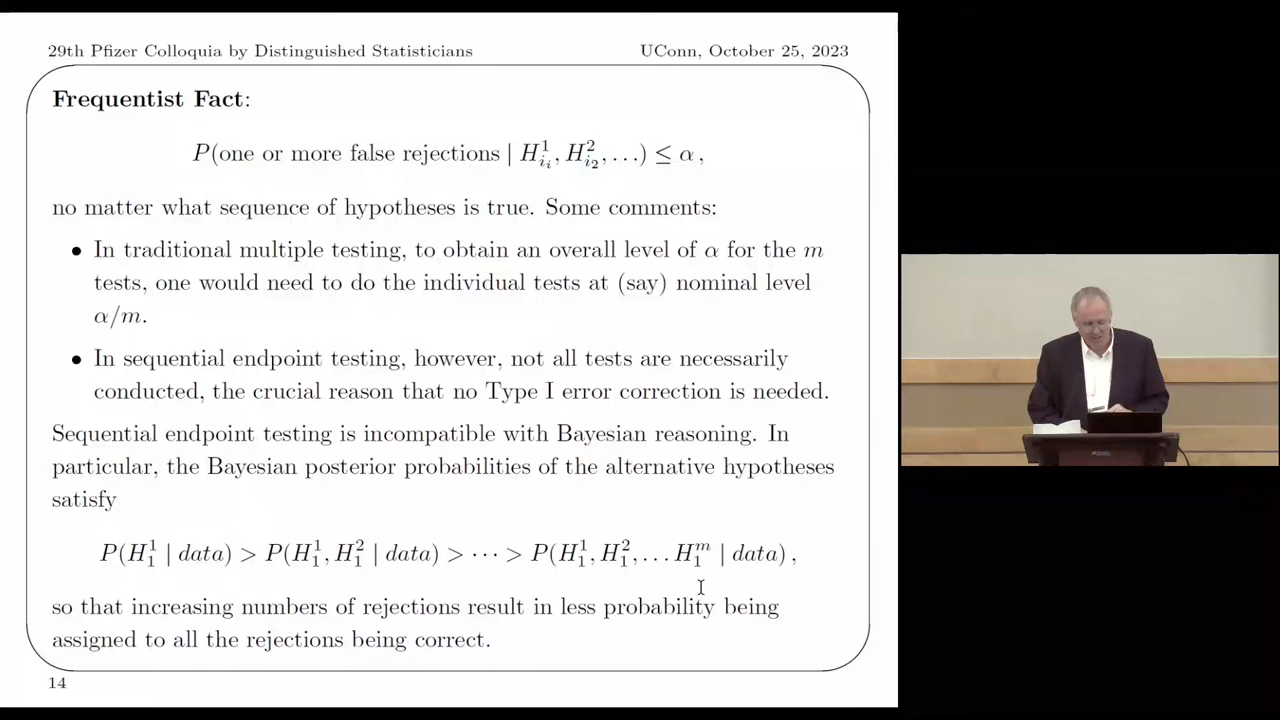 29th Pfizer Colloquia by Distinguished Statisticians UConn, October 25, 2023
Frequentist Fact:
P(one or more false rejections | H^1_{i_i}, H^2_{i_2}, . . .) ≤ α ,
no matter what sequence of hypotheses is true. Some comments:
• In traditional multiple testing, to obtain an overall level of α for the m
tests, one would need to do the individual tests at (say) nominal level
α/m.
• In sequential endpoint testing, however, not all tests are necessarily
conducted, the crucial reason that no Type I error correction is needed.
Sequential endpoint testing is incompatible with Bayesian reasoning. In
particular, the Bayesian posterior probabilities of the alternative hypotheses
satisfy
P(H^1_1 | data) > P(H^1_1, H^2_1 | data) > · · · > P(H^1_1, H^2_1, . . . H^m_1 | data) ,
so that increasing numbers of rejections result in less probability being
assigned to all the rejections being correct.
14